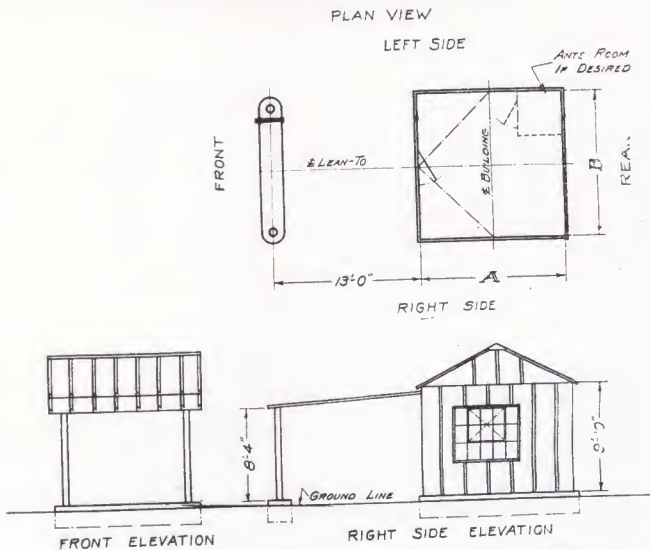 PLAN VIEW
LEFT SIDE
ANTE ROOM
IF DESIRED
FRONT
℄ LEAN-TO
℄ BUILDING
B
REA
13'-0"
A
RIGHT SIDE
8'-4"
GROUND LINE
FRONT ELEVATION
RIGHT SIDE ELEVATION